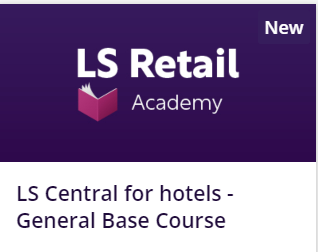 New
LS Retail
Academy
LS Central for hotels -
General Base Course